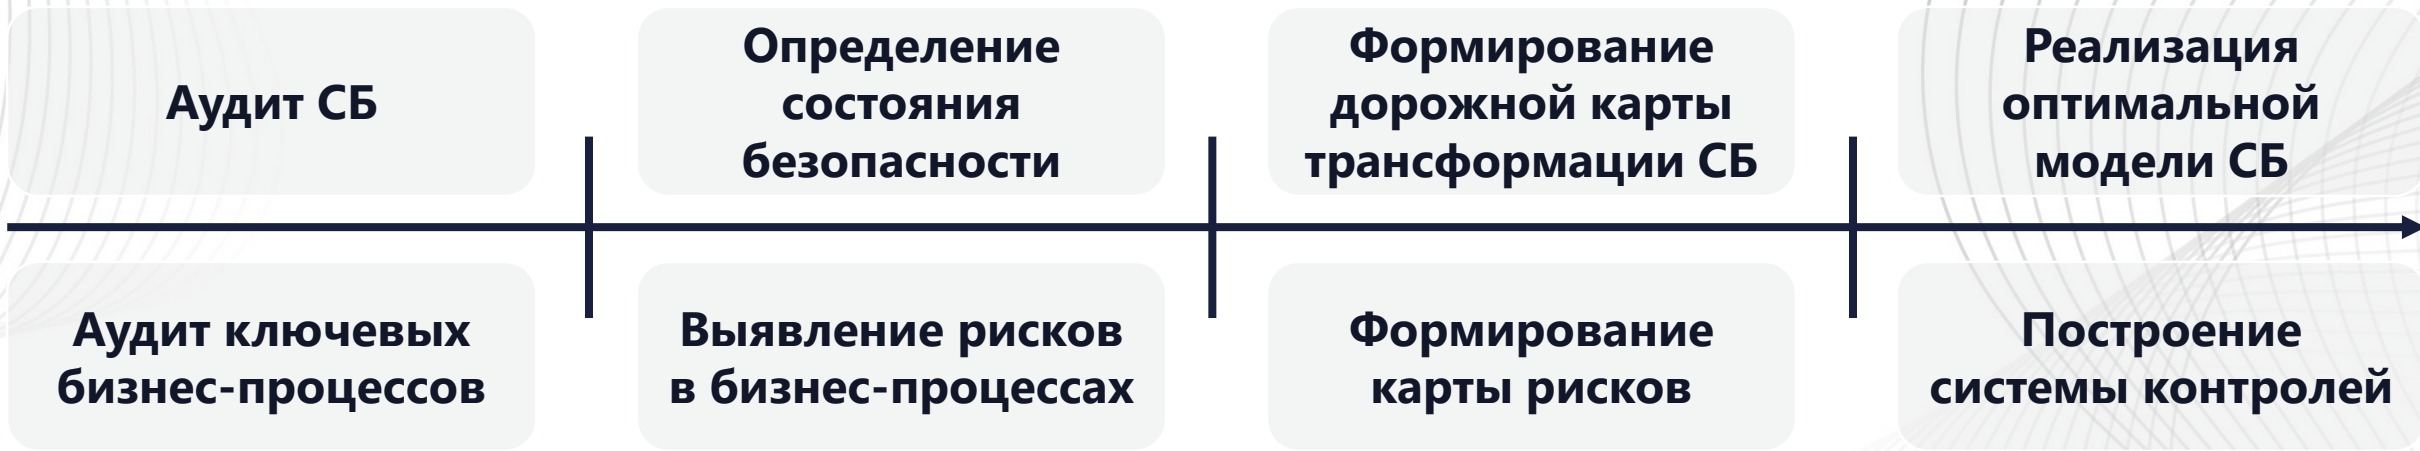 Аудит СБ
Определение
состояния
безопасности
Формирование
дорожной карты
трансформации СБ
Реализация
оптимальной
модели СБ
Аудит ключевых
бизнес-процессов
Выявление рисков
в бизнес-процессах
Формирование
карты рисков
Построение
системы контролей